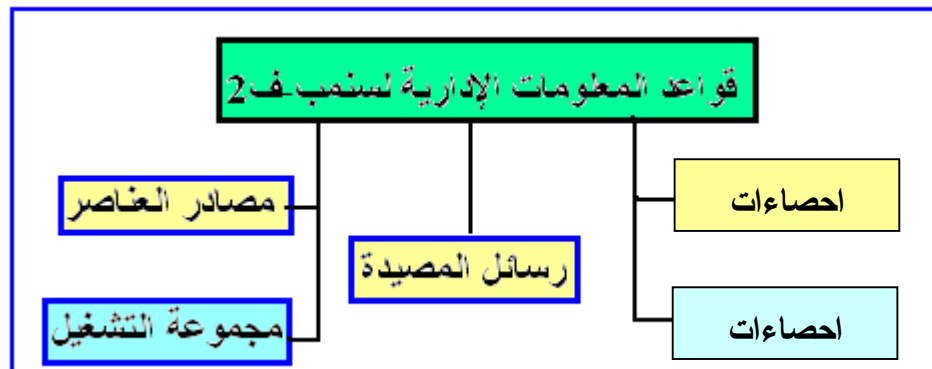 قواعد المعلومات الإدارية لسنمب-ف2
احصاءات
مصادر العناصر
رسائل المصيدة
احصاءات
مجموعة التشغيل